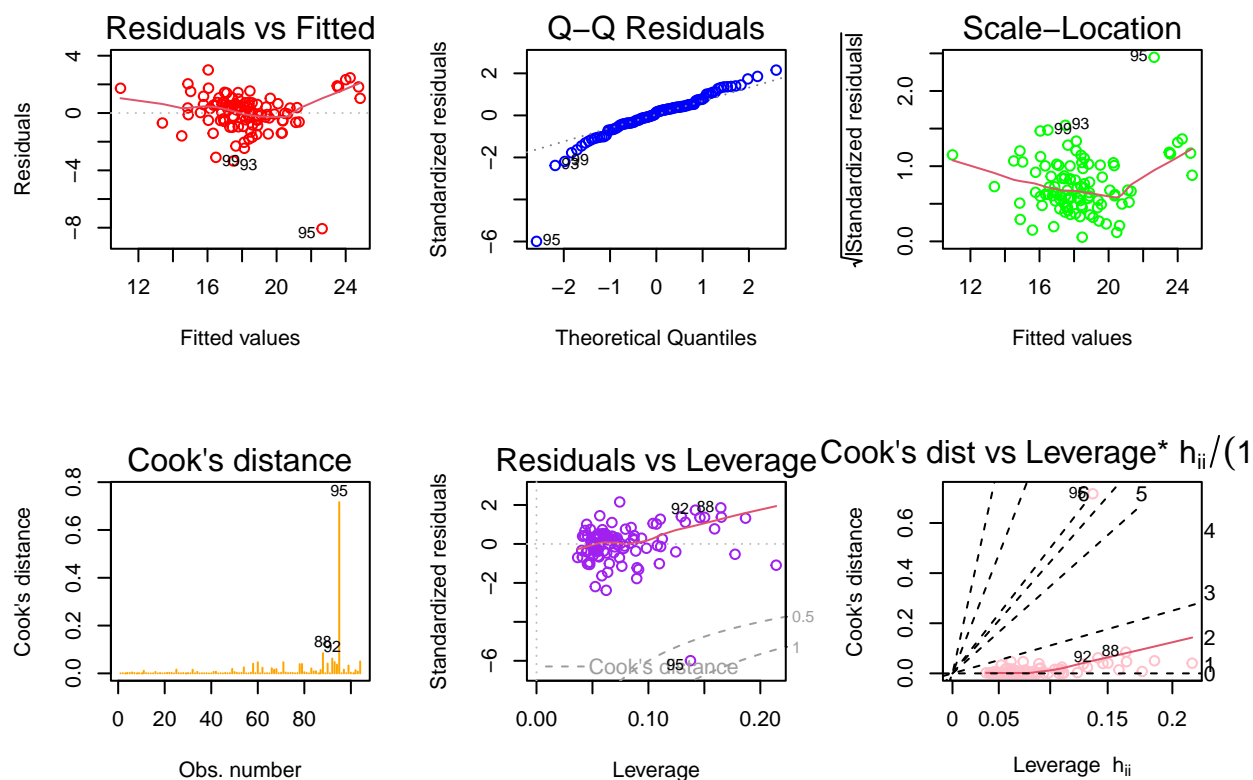 Residuals vs Fitted
Residuals
4
0
−4
−8
99
93
95
12 16 20 24
Fitted values
Q−Q Residuals
Standardized residuals
2
0
−2
−6
99
95
−2 −1 0 1 2
Theoretical Quantiles
Scale−Location
√|Standardized residuals|
2.0
1.0
0.0
95
99
93
12 16 20 24
Fitted values
Cook's distance
Cook's distance
0.8
0.6
0.4
0.2
0.0
95
88
92
0 20 40 60 80
Obs. number
Residuals vs Leverage
Standardized residuals
2
0
−2
−6
92
88
95
0.5
1
Cook's distance
0.00 0.10 0.20
Leverage
Cook's dist vs Leverage* hii/(1
Cook's distance
0.6
0.4
0.2
0.0
6
5
4
3
2
1
0
92
88
0 0.05 0.15 0.2
Leverage hii